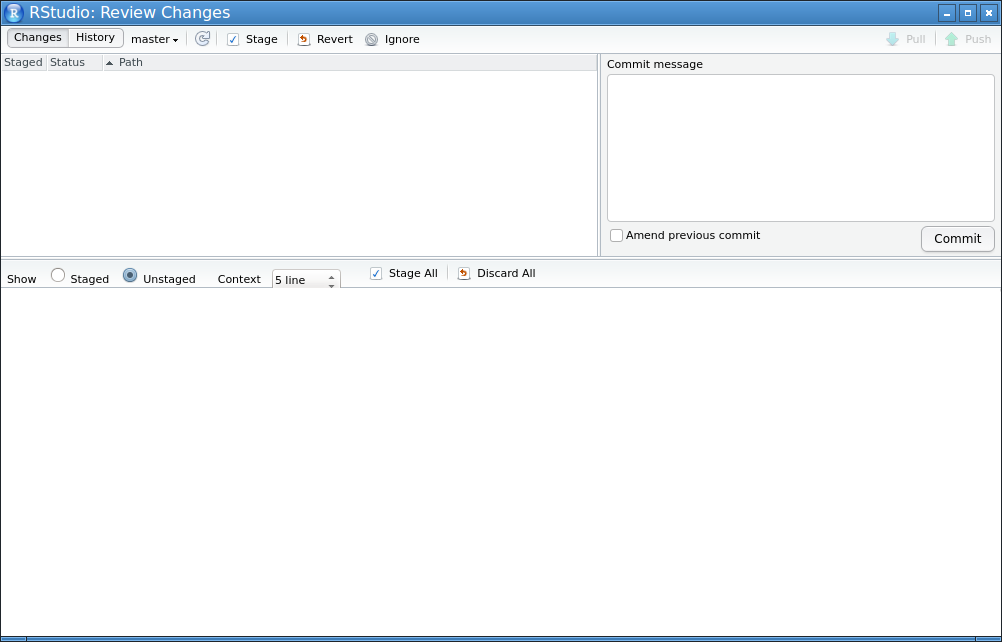 RStudio: Review Changes
Changes History master Stage Revert Ignore Pull Push
Staged Status Path
Commit message
Amend previous commit
Commit
Show Staged Unstaged Context 5 line Stage All Discard All